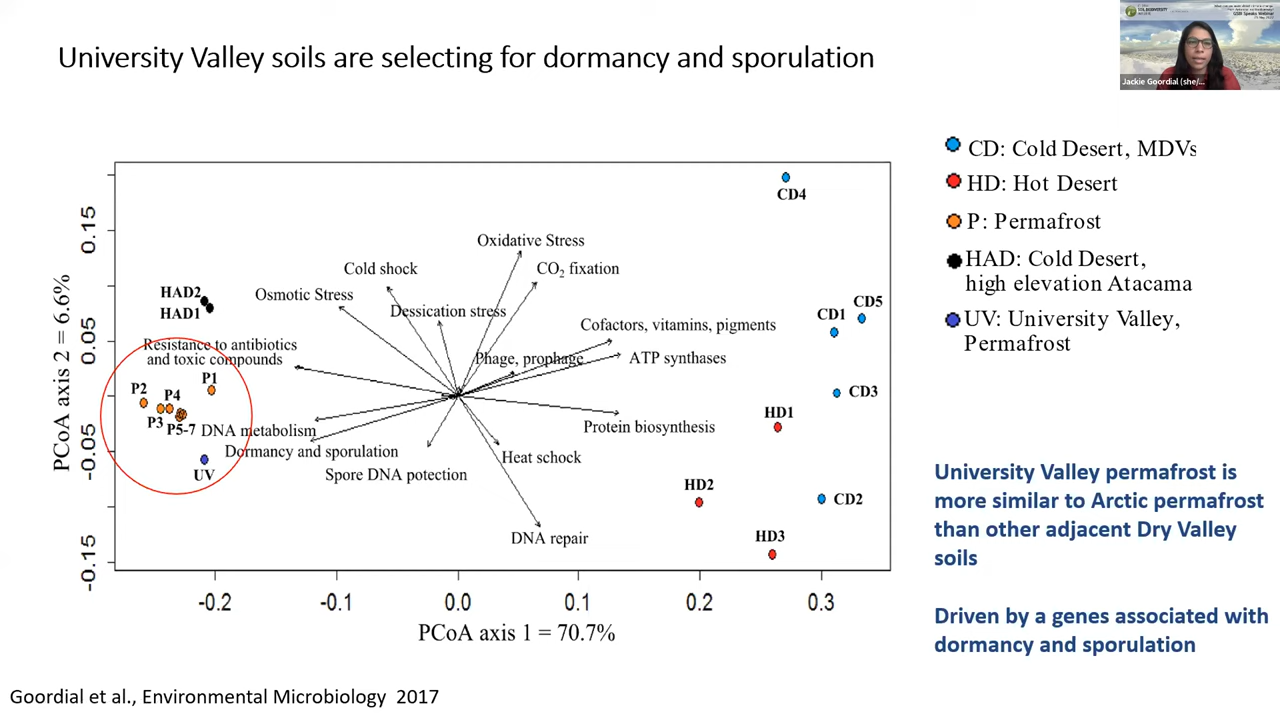 University Valley soils are selecting for dormancy and sporulation
Jackie Goordial (she/...
CD: Cold Desert, MDVs
HD: Hot Desert
P: Permafrost
HAD: Cold Desert,
high elevation Atacama
UV: University Valley,
Permafrost
PCoA axis 2 = 6.6%
0.15
0.05
-0.05
-0.15
CD4
Oxidative Stress
Cold shock
CO2 fixation
HAD2
Osmotic Stress
CD5
HAD1
Dessication stress
CD1
Cofactors, vitamins, pigments
Resistance to antibiotics
and toxic compounds
Phage, prophage
ATP synthases
P1
P2
P4
CD3
HD1
P3
P5-7
DNA metabolism
Protein biosynthesis
Dormancy and sporulation
Heat schock
UV
Spore DNA potection
HD2
CD2
DNA repair
HD3
-0.2
-0.1
0.0
0.1
0.2
0.3
PCoA axis 1 = 70.7%
University Valley permafrost is
more similar to Arctic permafrost
than other adjacent Dry Valley
soils
Driven by a genes associated with
dormancy and sporulation
Goordial et al., Environmental Microbiology 2017